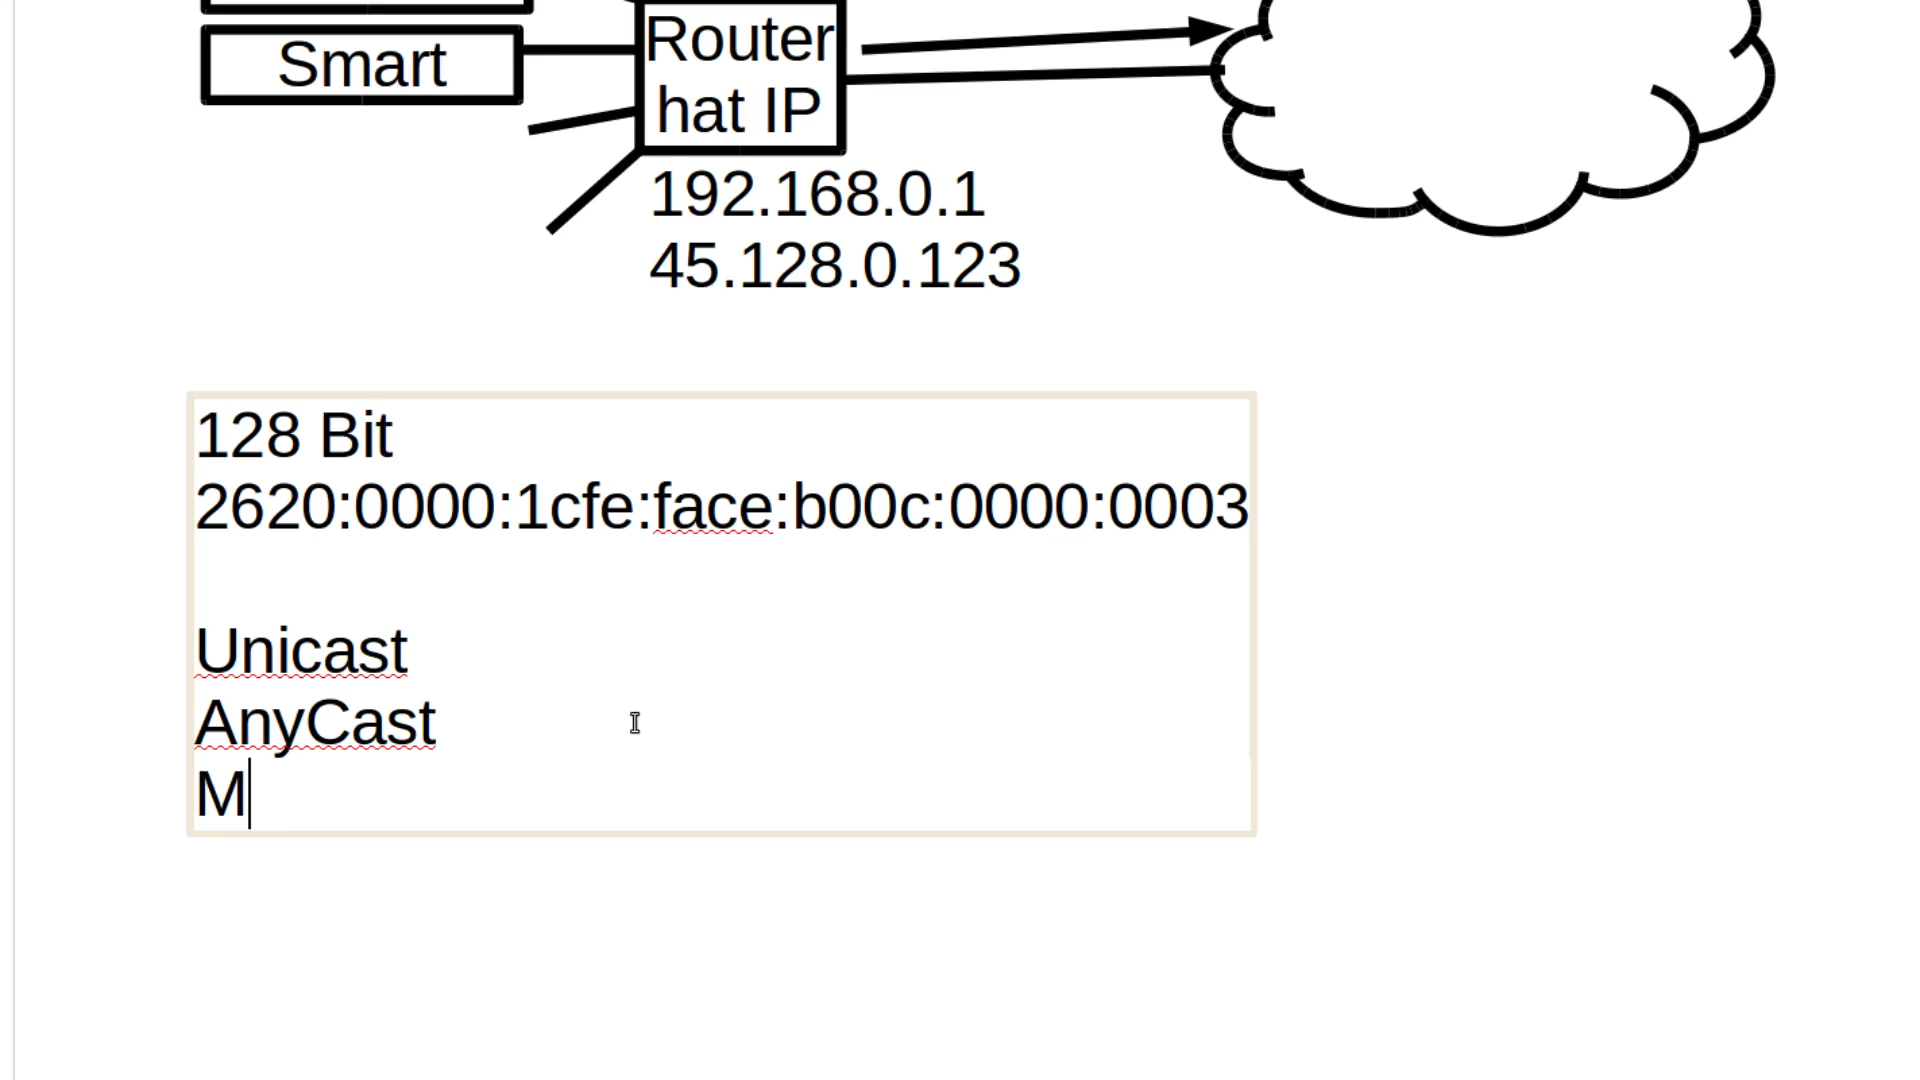 Smart
Router
hat IP
192.168.0.1
45.128.0.123
128 Bit
2620:0000:1cfe:face:b00c:0000:0003
Unicast
AnyCast
M